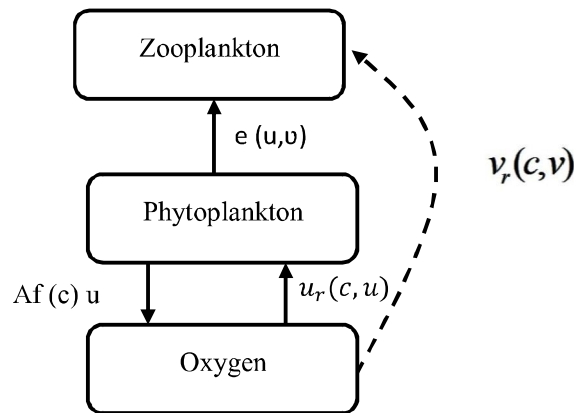 Zooplankton
e (u,υ)
v_r(c,v)
Phytoplankton
Af (c) u
u_r(c, u)
Oxygen